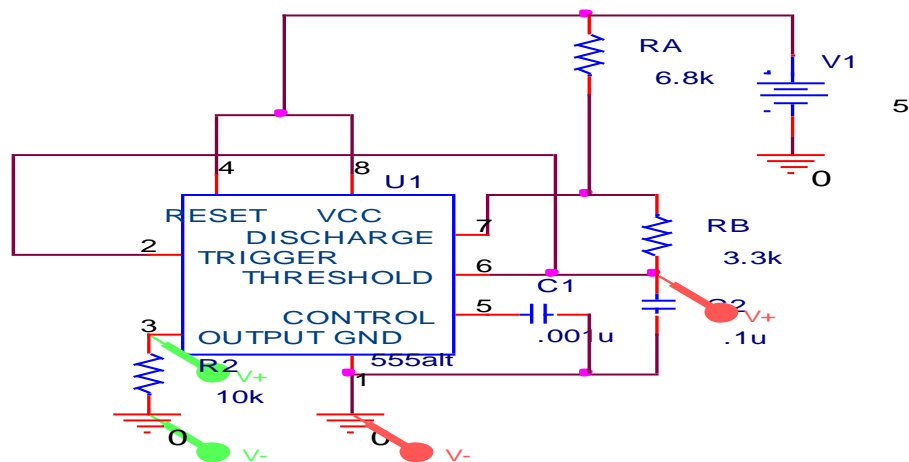 RA
6.8k
V1
5
0
4
8
U1
RESET VCC
7
DISCHARGE
2
TRIGGER
6
THRESHOLD
RB
3.3k
C1
5
CONTROL
.001u
C2
.1u
V+
3
OUTPUT GND
555alt
1
R2
10k
V+
0
0
V-
V-